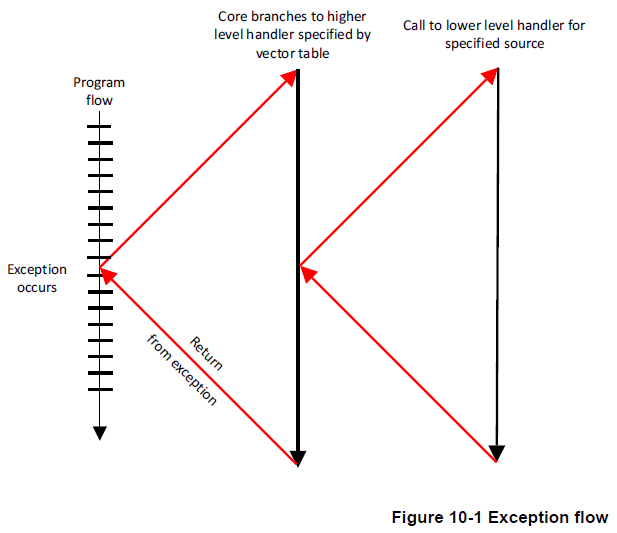 Core branches to higher
level handler specified by
vector table
Call to lower level handler for
specified source
Program
flow
Exception
occurs
Return
from exception
Figure 10-1 Exception flow